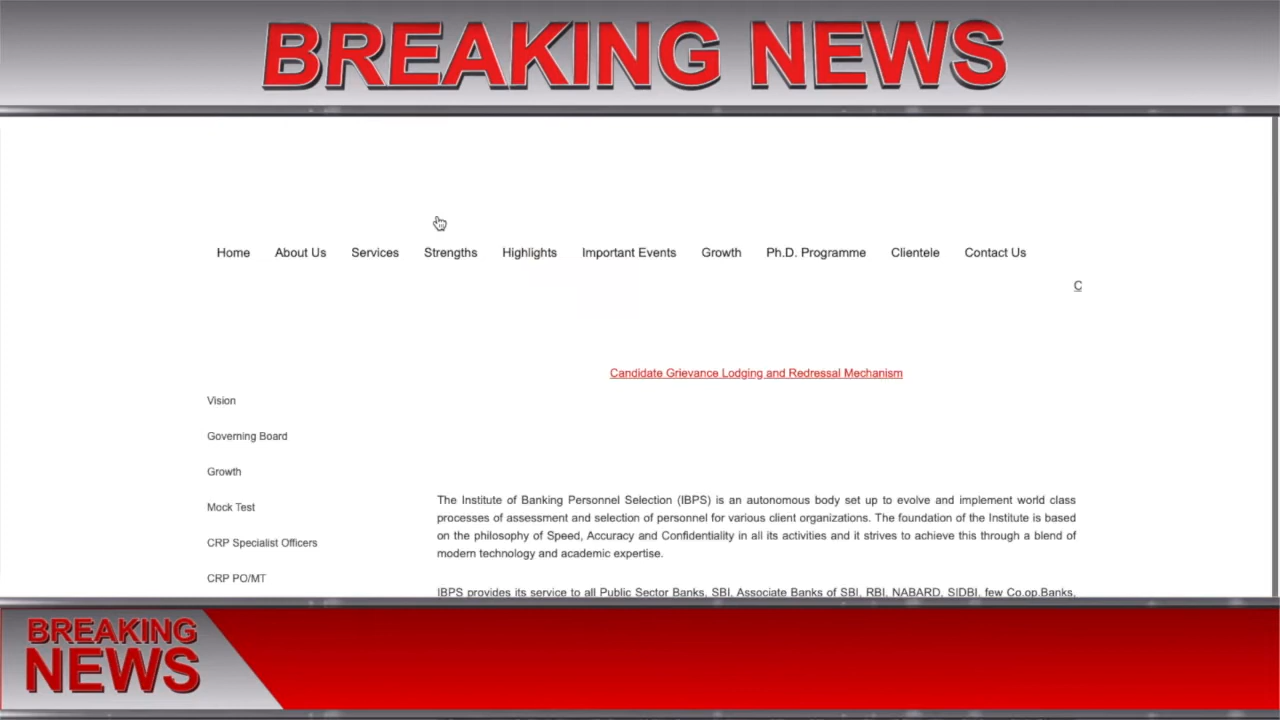 BREAKING NEWS
Home About Us Services Strengths Highlights Important Events Growth Ph.D. Programme Clientele Contact Us
C
Candidate Grievance Lodging and Redressal Mechanism
Vision
Governing Board
Growth
Mock Test
CRP Specialist Officers
CRP PO/MT
The Institute of Banking Personnel Selection (IBPS) is an autonomous body set up to evolve and implement world class
processes of assessment and selection of personnel for various client organizations. The foundation of the Institute is based
on the philosophy of Speed, Accuracy and Confidentiality in all its activities and it strives to achieve this through a blend of
modern technology and academic expertise.
IBPS provides its service to all Public Sector Banks, SBI, Associate Banks of SBI, RBI, NABARD, SIDBI, few Co.op.Banks,
BREAKING
NEWS